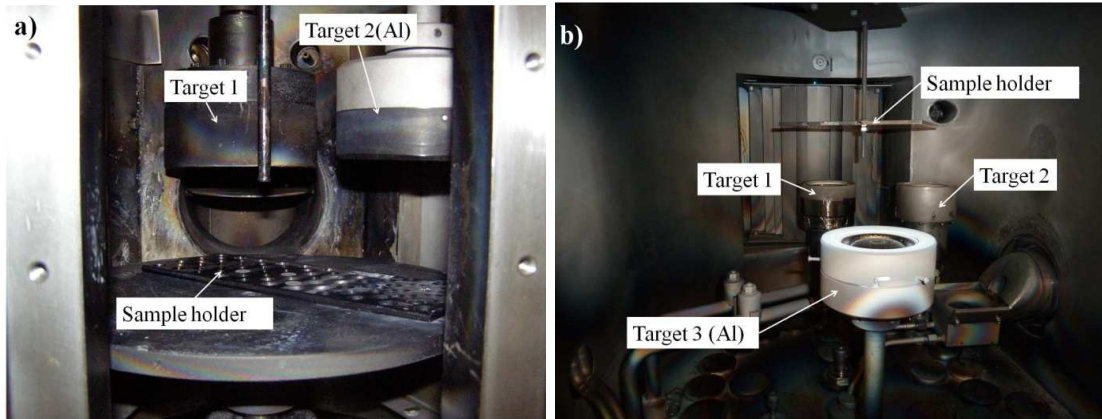 a)
Target 2(Al)
Target 1
Sample holder
b)
Sample holder
Target 1
Target 2
Target 3 (Al)